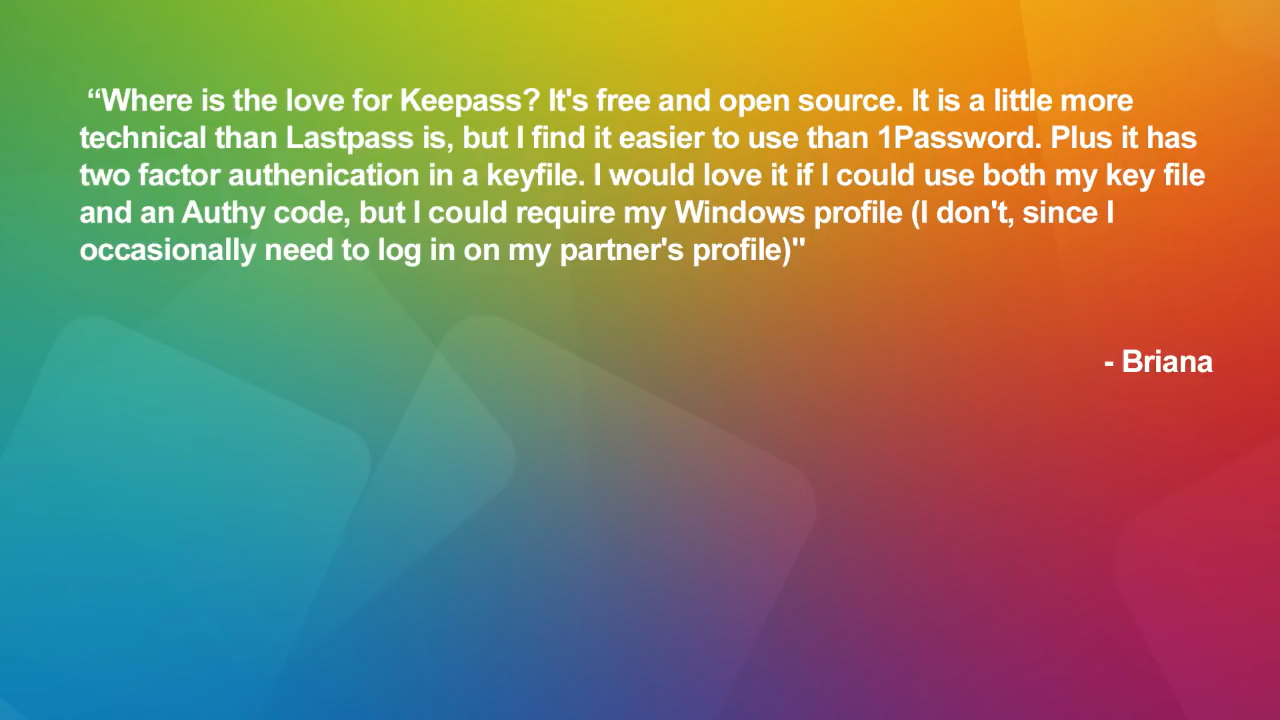 “Where is the love for Keepass? It's free and open source. It is a little more
technical than Lastpass is, but I find it easier to use than 1Password. Plus it has
two factor authenication in a keyfile. I would love it if I could use both my key file
and an Authy code, but I could require my Windows profile (I don't, since I
occasionally need to log in on my partner's profile)"
- Briana